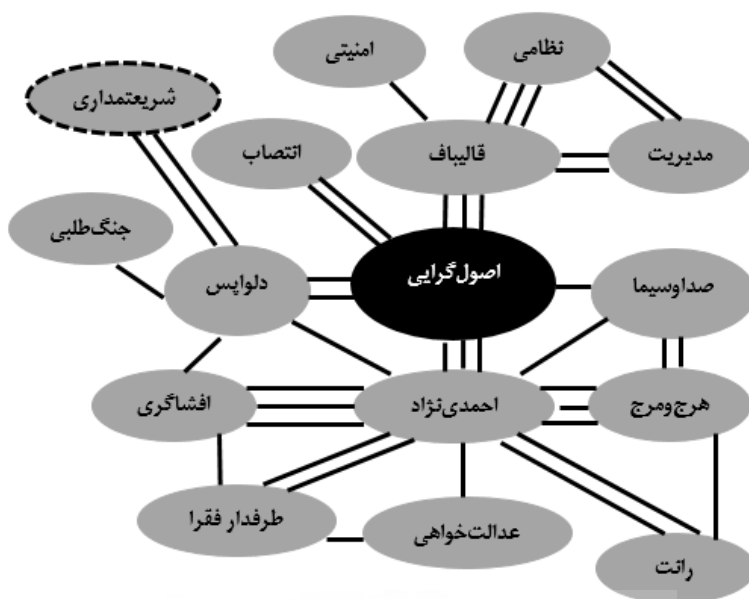 نظامی
امنیتی
شریعتمداری
انتصاب
قالیباف
مدیریت
جنگ‌طلبی
دلواپس
اصول‌گرایی
صداوسیما
افشاگری
احمدی‌نژاد
هرج‌ومرج
طرفدار فقرا
عدالت‌خواهی
رانت